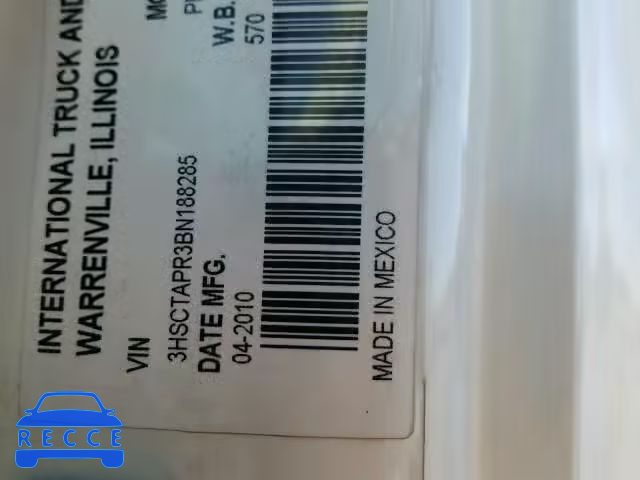 INTERNATIONAL TRUCK AND
WARRENVILLE, ILLINOIS
VIN
3HSCTAPR3BN188285
DATE MFG.
04-2010
W.B.
570
MADE IN MEXICO
RECCE